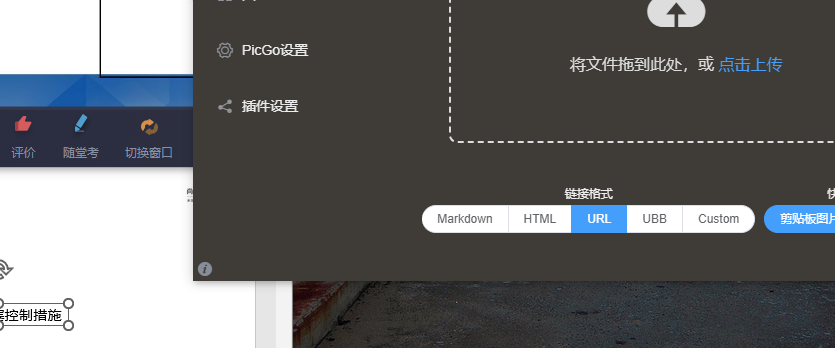 PicGo设置
将文件拖到此处，或 点击上传
插件设置
评价
随堂考
切换窗口
链接格式
Markdown
HTML
URL
UBB
Custom
剪贴板图片
控制措施